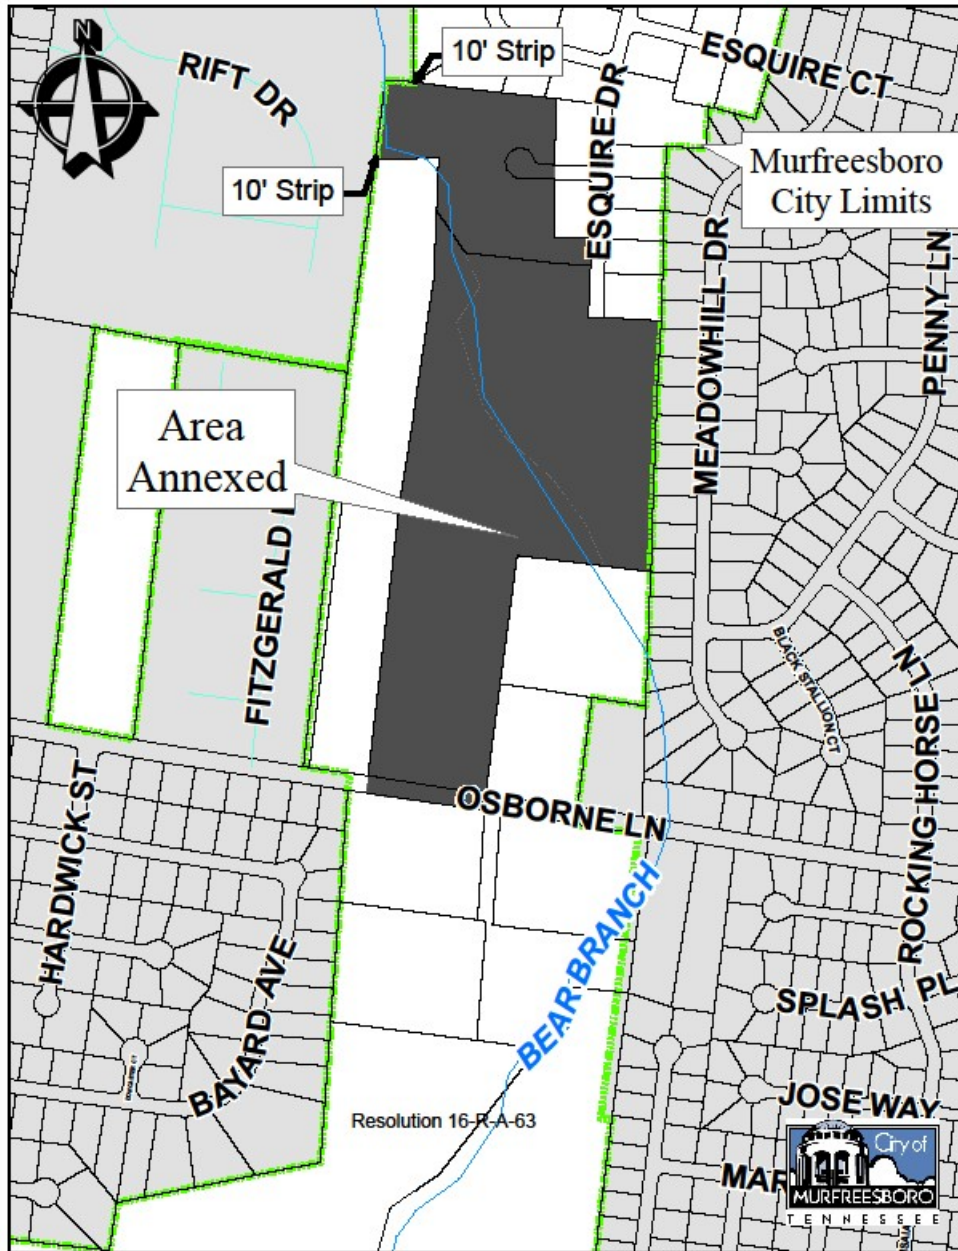 N
RIFT DR
10' Strip
ESQUIRE CT
ESQUIRE DR
10' Strip
Murfreesboro
City Limits
MEADOWHILL DR
PENNY LN
Area
Annexed
FITZGERALD
BLACK STALLION CT
ROCKING HORSE LN
HARDWICK ST
OSBORNE LN
BEAR BRANCH
BAYARD AVE
SPLASH PL
JOSE WAY
Resolution 16-R-A-63
MAR
City of
MURFREESBORO
TENNESSEE